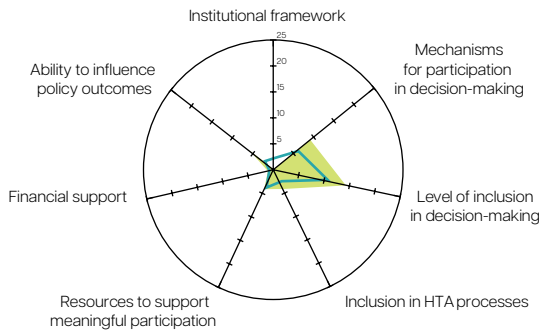 Institutional framework
25
20
15
10
5
Mechanisms
for participation
in decision-making
Level of inclusion
in decision-making
Inclusion in HTA processes
Resources to support
meaningful participation
Financial support
Ability to influence
policy outcomes